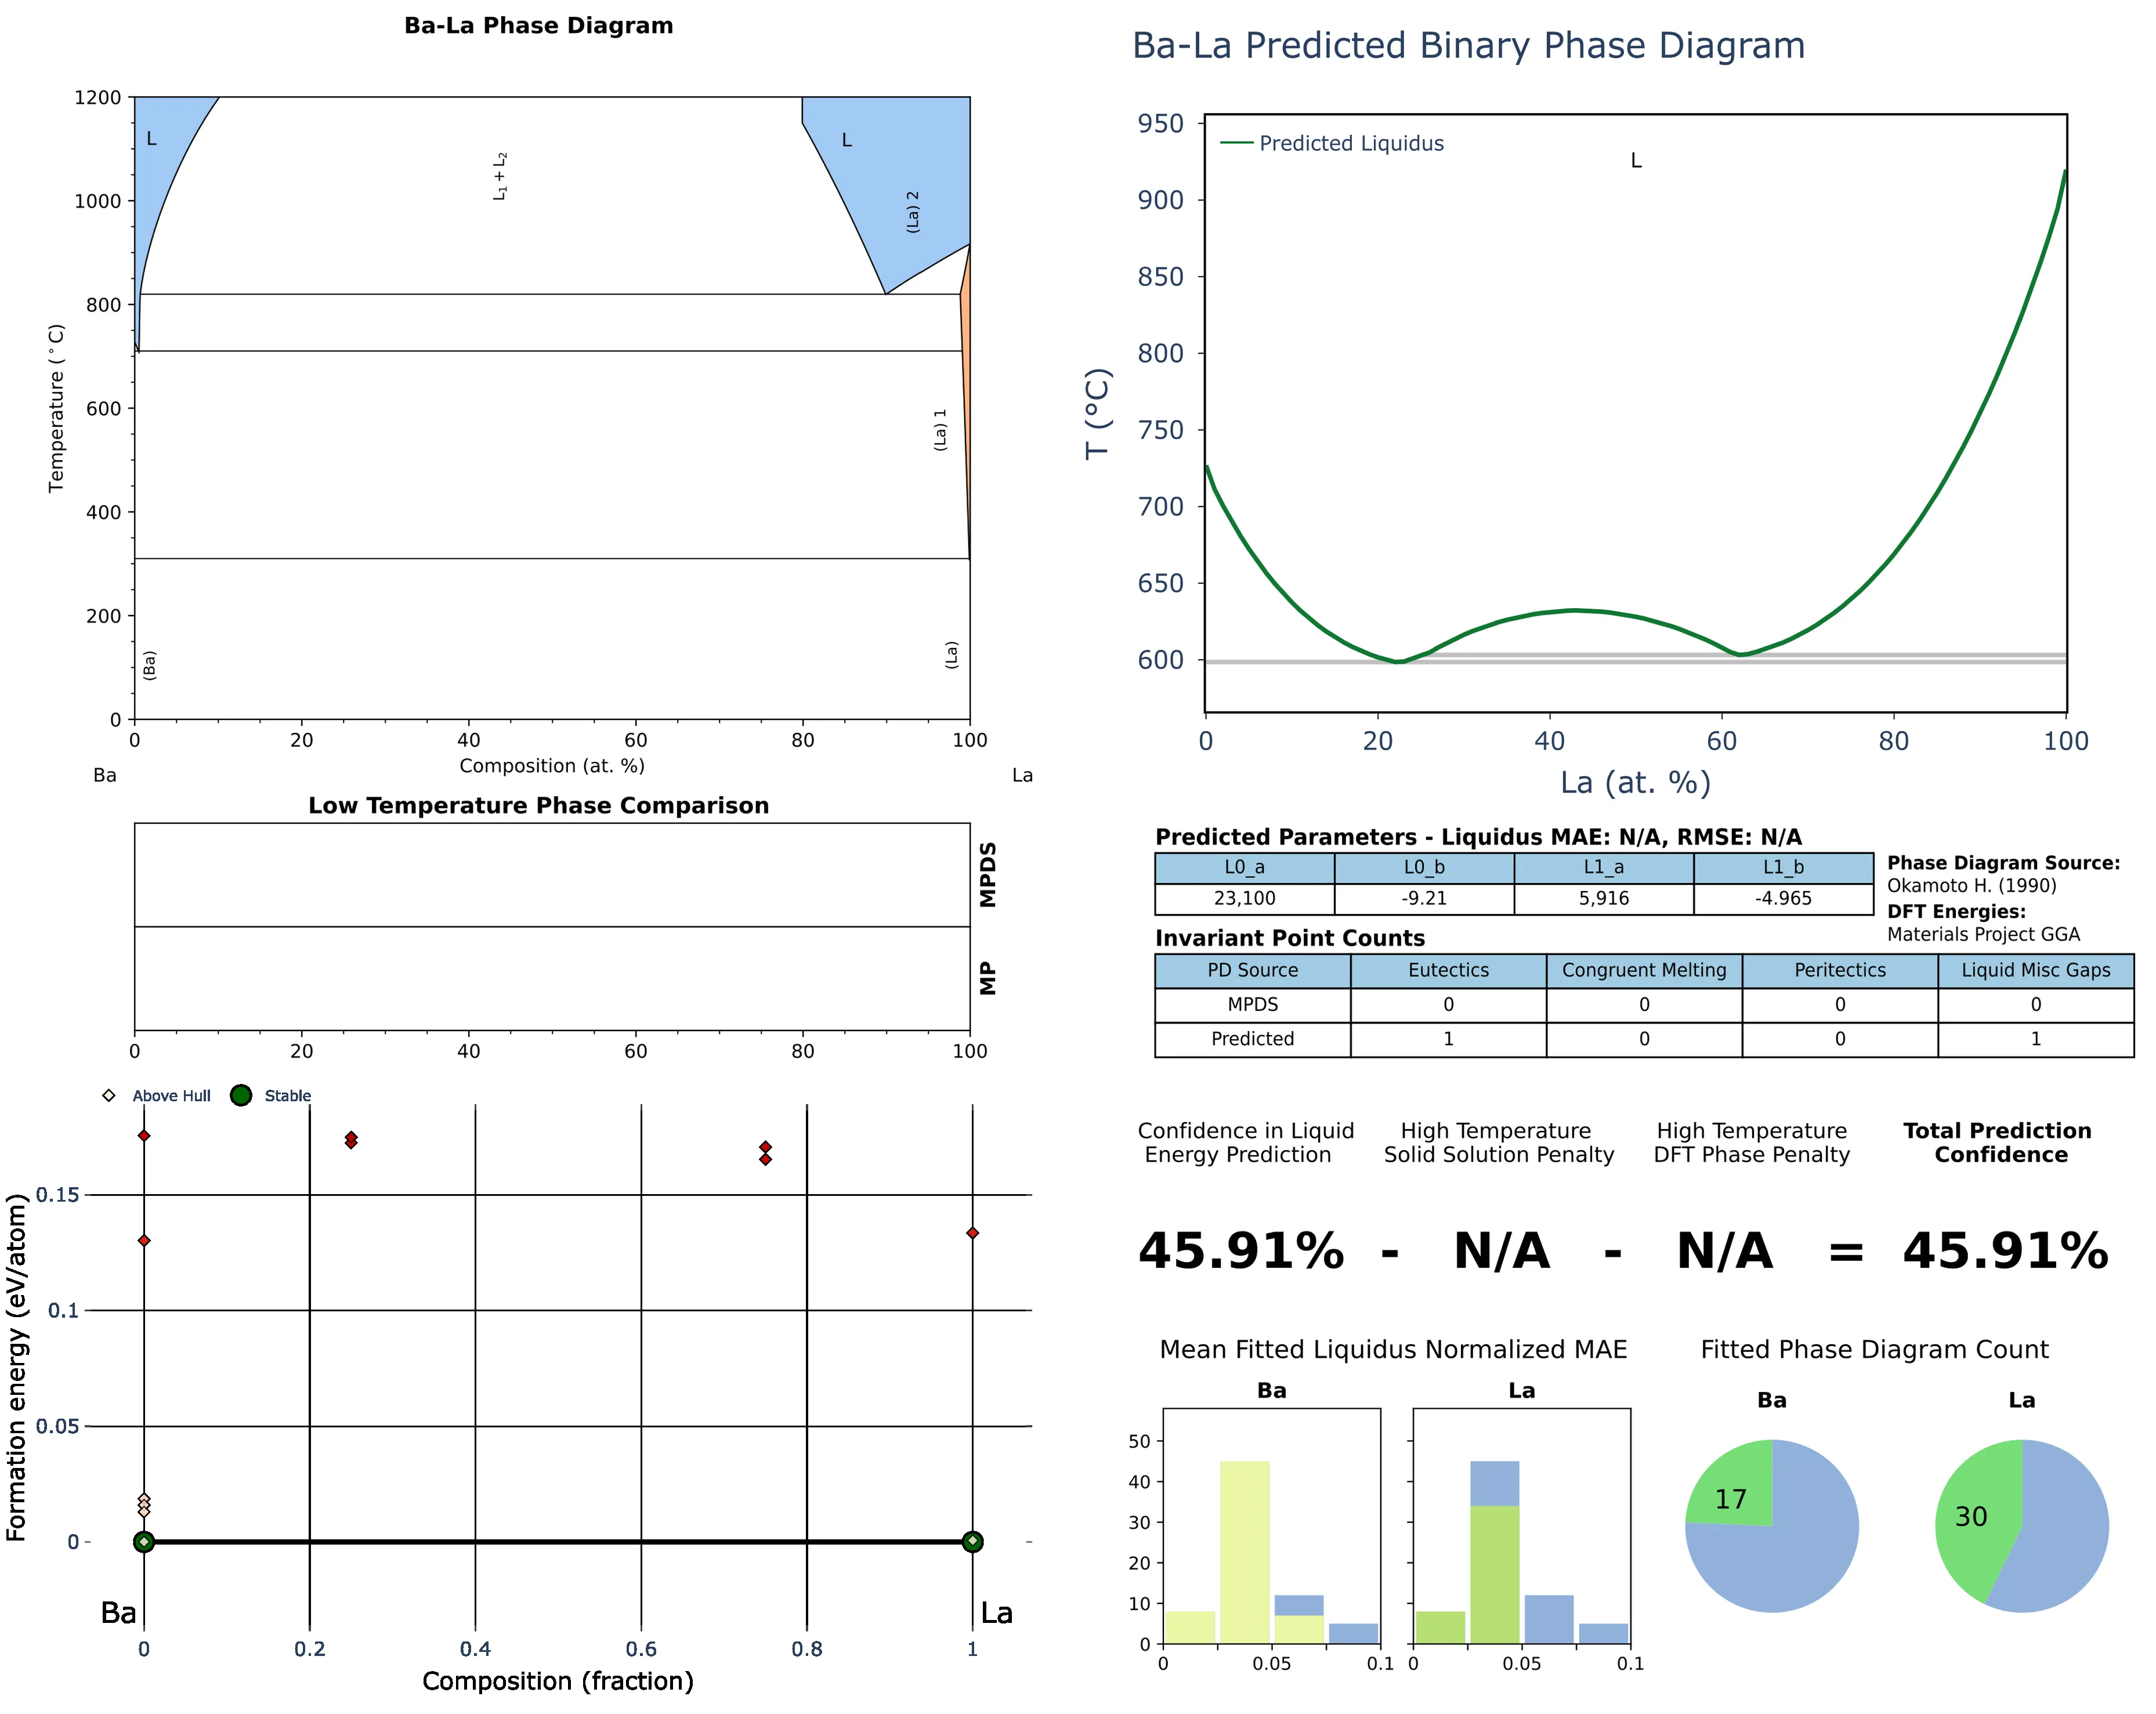 Ba-La Phase Diagram
1200
1000
800
600
400
200
0
Temperature (°C)
L
L₁ + L₂
L
(La) 2
(La) 1
(Ba)
(La)
0 20 40 60 80 100
Composition (at. %)
Ba La
Low Temperature Phase Comparison
MPDS
MP
0 20 40 60 80 100
Above Hull Stable
0.15
0.1
0.05
0
Formation energy (eV/atom)
Ba La
0 0.2 0.4 0.6 0.8 1
Composition (fraction)
Ba-La Predicted Binary Phase Diagram
950
900
850
800
750
700
650
600
T (°C)
Predicted Liquidus
L
0 20 40 60 80 100
La (at. %)
Predicted Parameters - Liquidus MAE: N/A, RMSE: N/A
L0_a L0_b L1_a L1_b
23,100 -9.21 5,916 -4.965
Phase Diagram Source:
Okamoto H. (1990)
DFT Energies:
Materials Project GGA
Invariant Point Counts
PD Source Eutectics Congruent Melting Peritectics Liquid Misc Gaps
MPDS 0 0 0 0
Predicted 1 0 0 1
Confidence in Liquid
Energy Prediction
High Temperature
Solid Solution Penalty
High Temperature
DFT Phase Penalty
Total Prediction
Confidence
45.91% - N/A - N/A = 45.91%
Mean Fitted Liquidus Normalized MAE
Ba La
50
40
30
20
10
0
0 0.05 0.1 0 0.05 0.1
Fitted Phase Diagram Count
Ba La
17 30